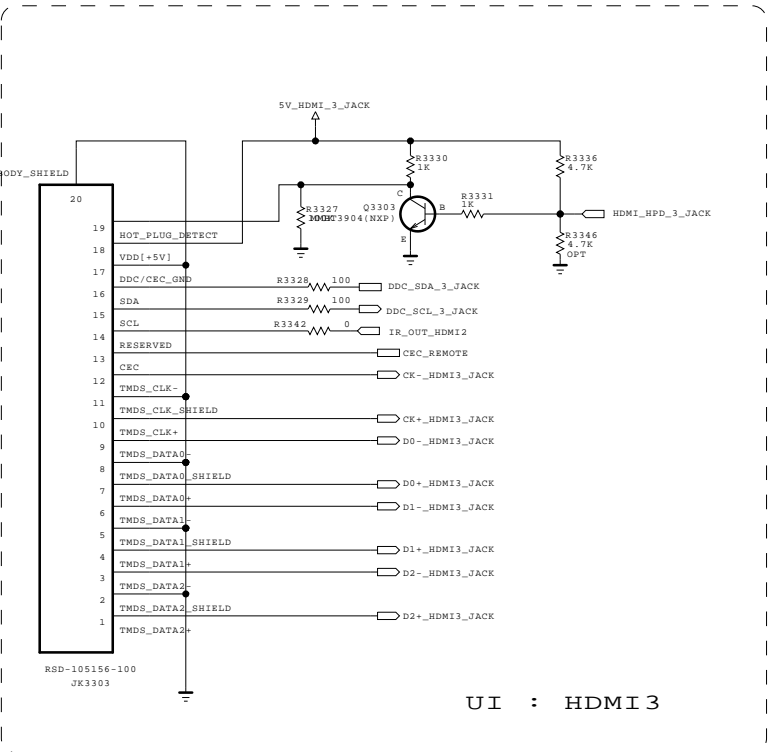 5V_HDMI_3_JACK
BODY_SHIELD
20
R3330
1K
R3336
4.7K
R3331
1K
C
Q3303
MMBT3904(NXP)
B
E
R3327
HDMI_HPD_3_JACK
R3346
4.7K
OPT
19
HOT_PLUG_DETECT
18
VDD[+5V]
17
DDC/CEC_GND
R3328 100 DDC_SDA_3_JACK
16
SDA
R3329 100 DDC_SCL_3_JACK
15
SCL
R3342 0 IR_OUT_HDMI2
14
RESERVED
CEC_REMOTE
13
CEC
CK-_HDMI3_JACK
12
TMDS_CLK-
11
TMDS_CLK_SHIELD
CK+_HDMI3_JACK
10
TMDS_CLK+
D0-_HDMI3_JACK
9
TMDS_DATA0-
8
TMDS_DATA0_SHIELD
D0+_HDMI3_JACK
7
TMDS_DATA0+
D1-_HDMI3_JACK
6
TMDS_DATA1-
5
TMDS_DATA1_SHIELD
D1+_HDMI3_JACK
4
TMDS_DATA1+
D2-_HDMI3_JACK
3
TMDS_DATA2-
2
TMDS_DATA2_SHIELD
D2+_HDMI3_JACK
1
TMDS_DATA2+
RSD-105156-100
JK3303
UI : HDMI3